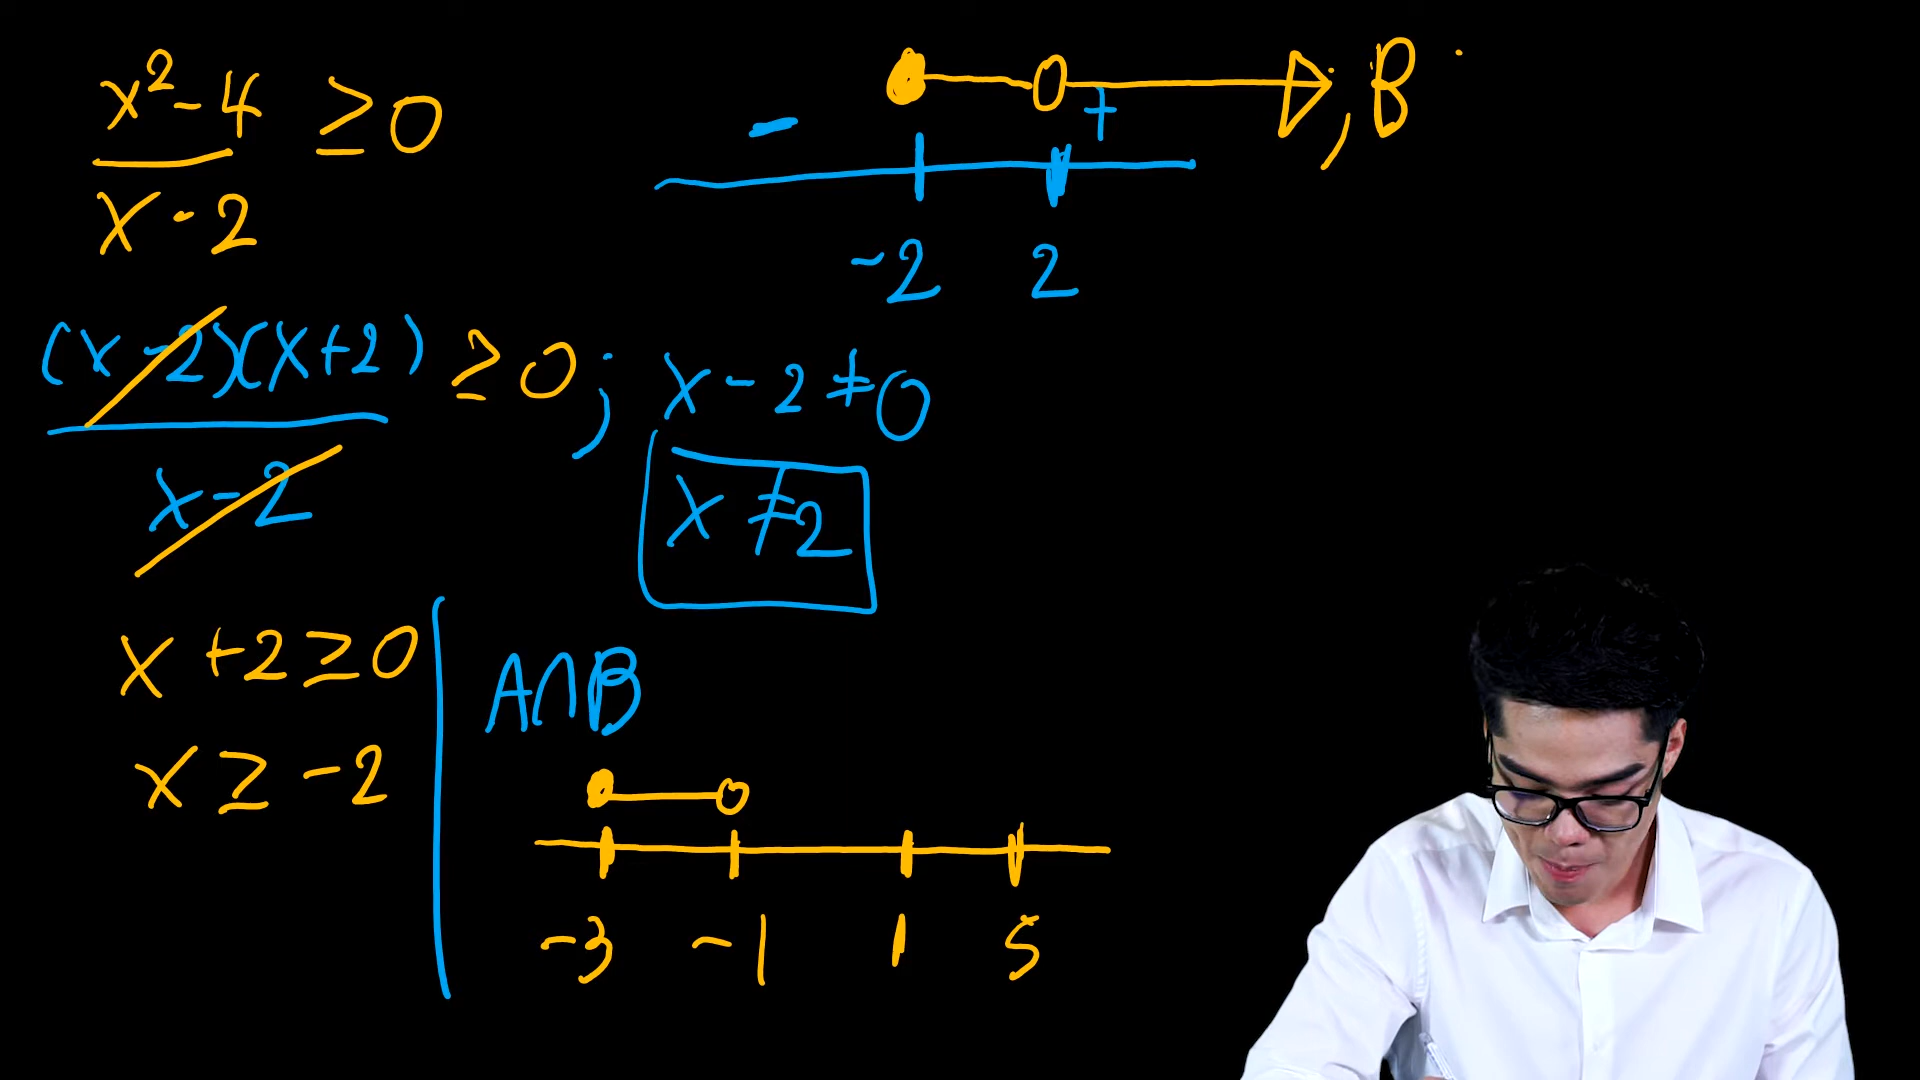 x² - 4 ≥ 0
x - 2
- + , B
-2 2
(x - 2)(x + 2) ≥ 0 ; x - 2 ≠ 0
x - 2
x ≠ 2
x + 2 ≥ 0
x ≥ -2
A∩B
-3 -1 1 5